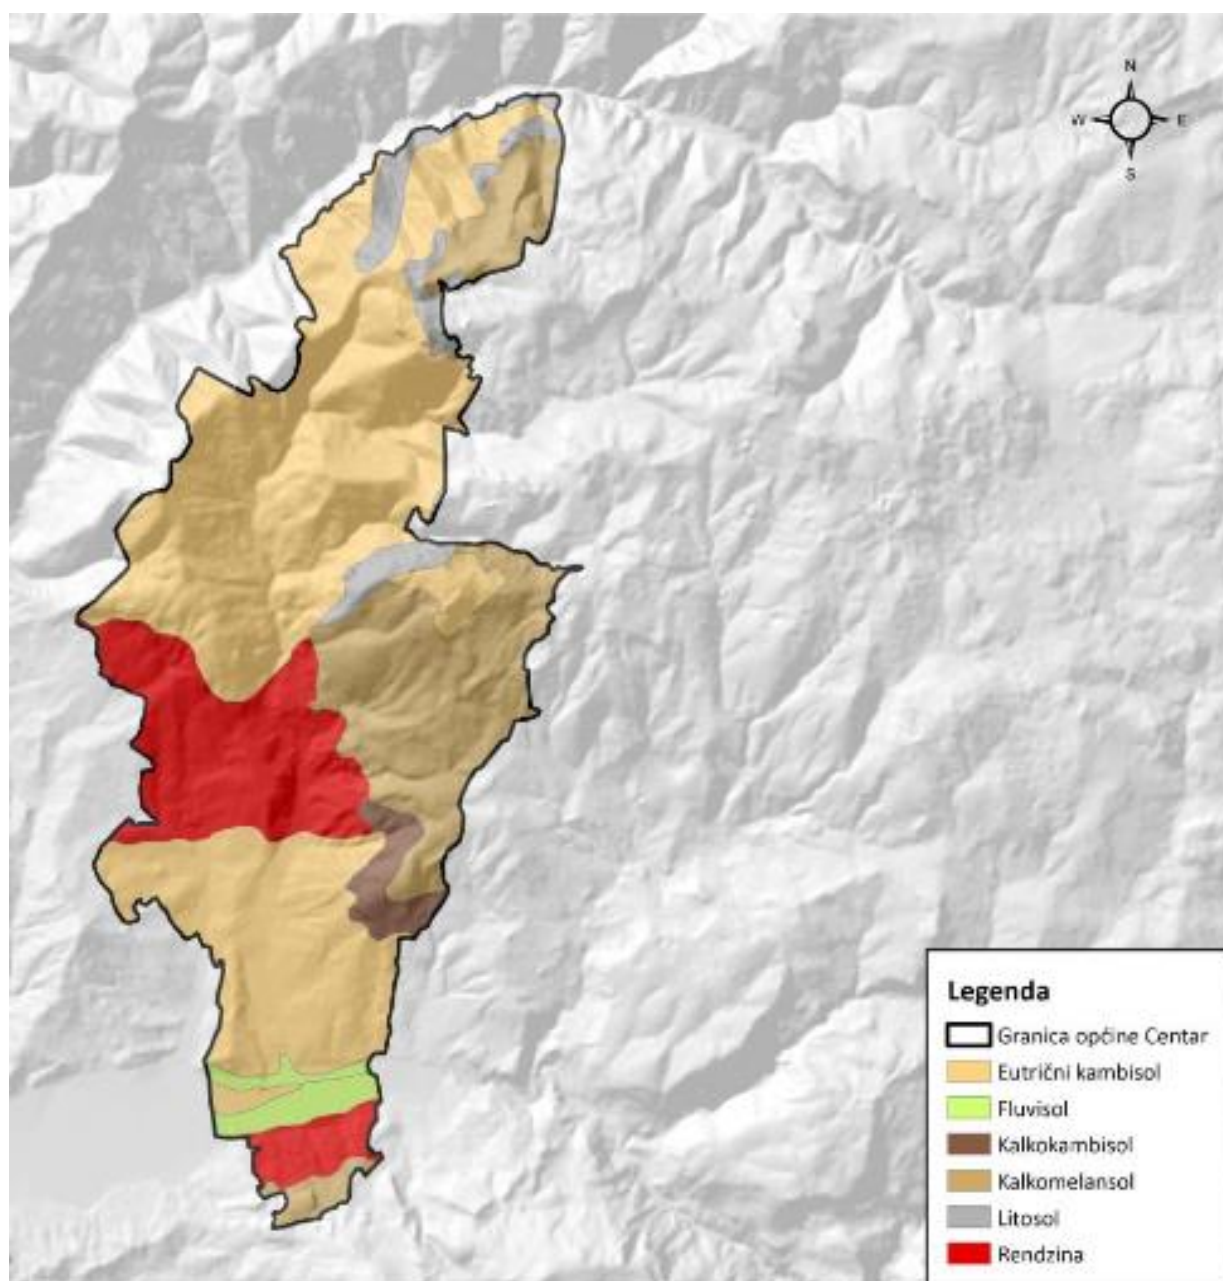 N
W E
S
Legenda
Granica općine Centar
Eutrični kambisol
Fluvisol
Kalkokambisol
Kalkomelansol
Litosol
Rendzina